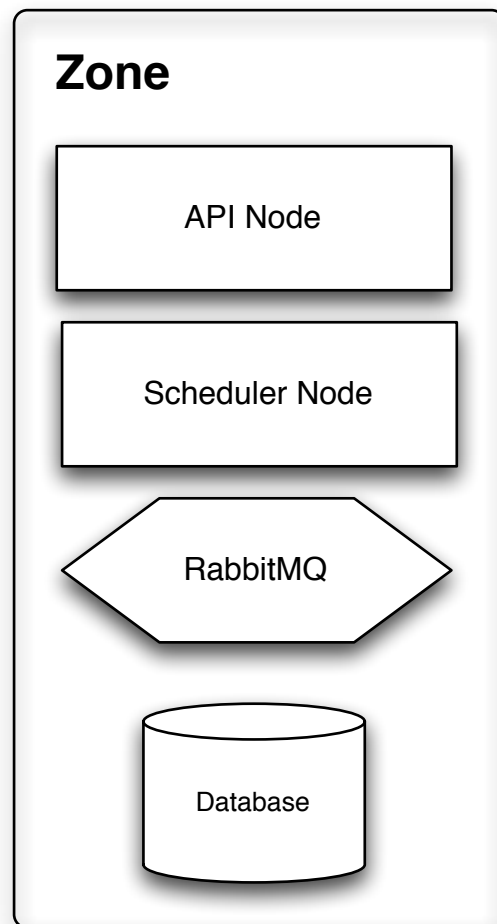 Zone
API Node
Scheduler Node
RabbitMQ
Database